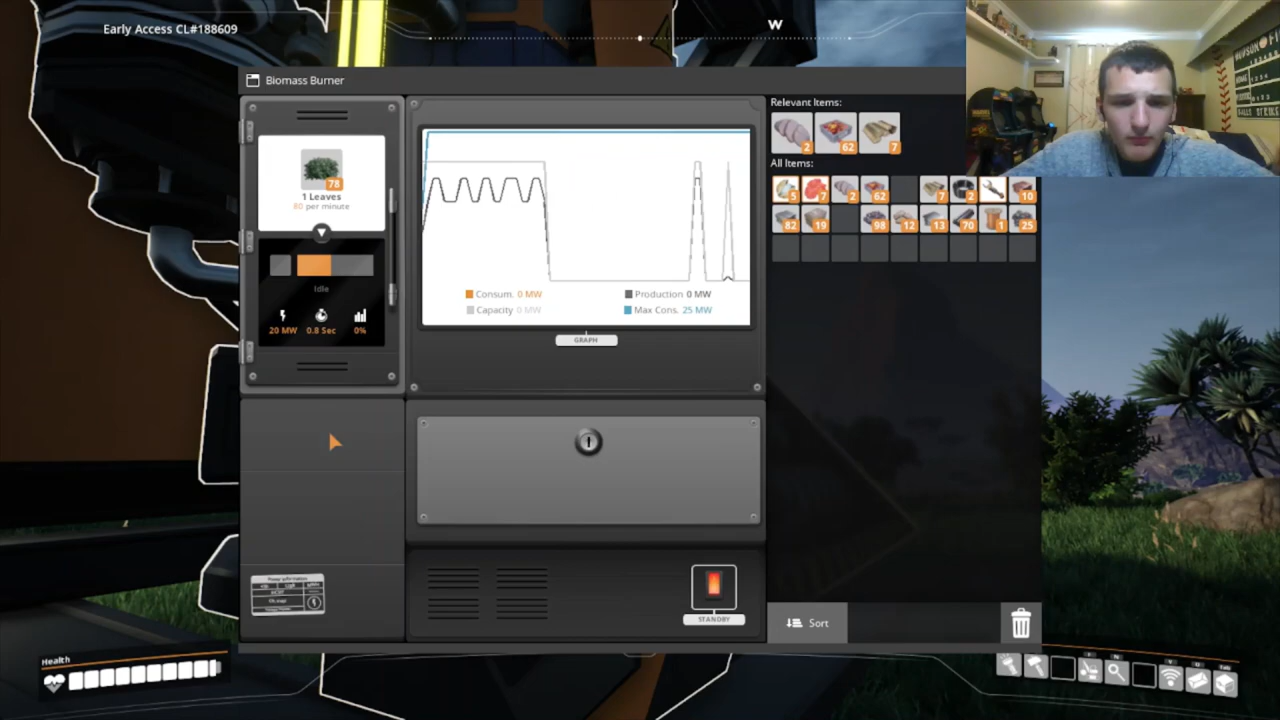 Early Access CL#188609
W
Biomass Burner
78
1 Leaves
80 per minute
Idle
20 MW 0.8 Sec 0%
Consum. 0 MW Production 0 MW
Capacity 0 MW Max Cons. 25 MW
GRAPH
STANDBY
Relevant Items:
2 62 7
All Items:
5 7 2 62 7 2 10
82 19 98 12 13 70 1 25
Sort
Health